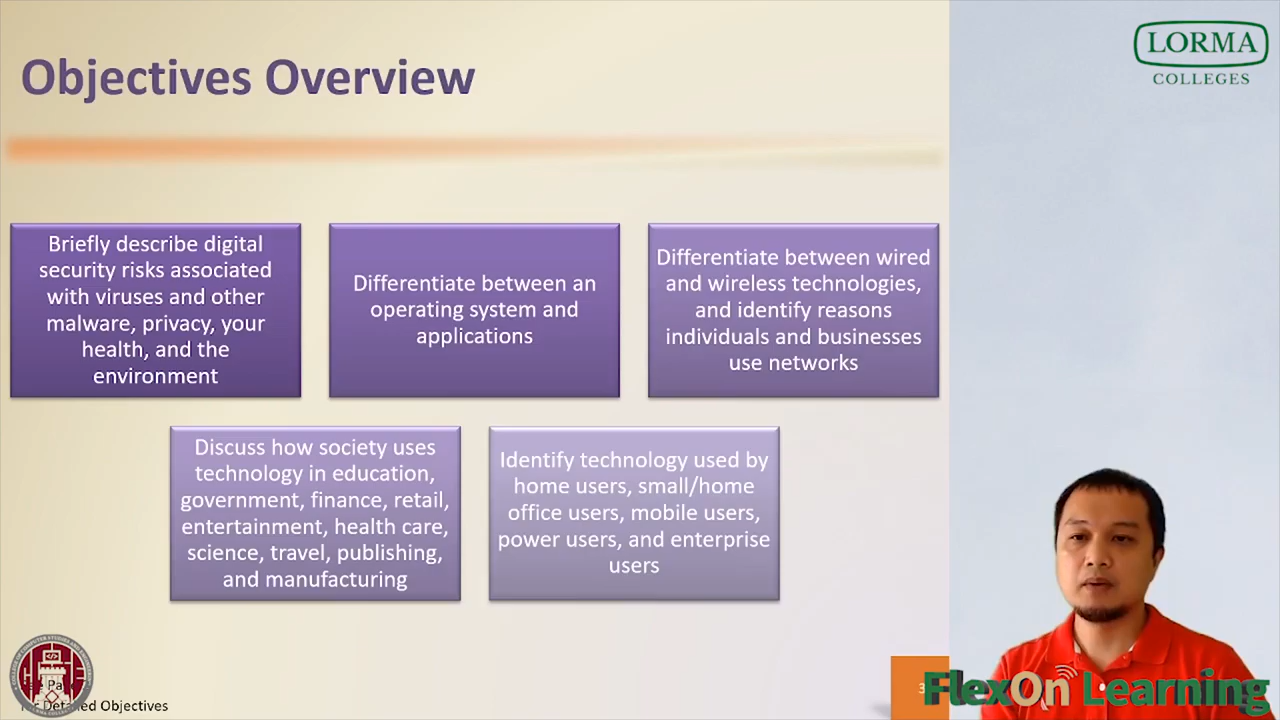 Objectives Overview
LORMA
COLLEGES
Briefly describe digital
security risks associated
with viruses and other
malware, privacy, your
health, and the
environment
Differentiate between an
operating system and
applications
Differentiate between wired
and wireless technologies,
and identify reasons
individuals and businesses
use networks
Discuss how society uses
technology in education,
government, finance, retail,
entertainment, health care,
science, travel, publishing,
and manufacturing
Identify technology used by
home users, small/home
office users, mobile users,
power users, and enterprise
users
Objectives
FlexOn Learning